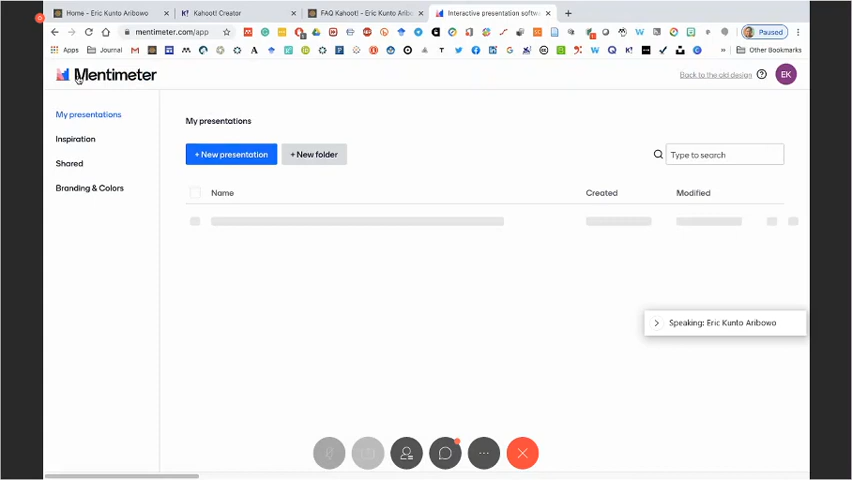 Home - Eric Kunto Aribowo
Kahoot! Creator
FAQ Kahoot! - Eric Kunto Aribo
Interactive presentation softw
mentimeter.com/app
Paused
Apps
Journal
Other Bookmarks
Mentimeter
Back to the old design
EK
My presentations
Inspiration
Shared
Branding & Colors
My presentations
+ New presentation
+ New folder
Type to search
Name
Created
Modified
Speaking: Eric Kunto Aribowo